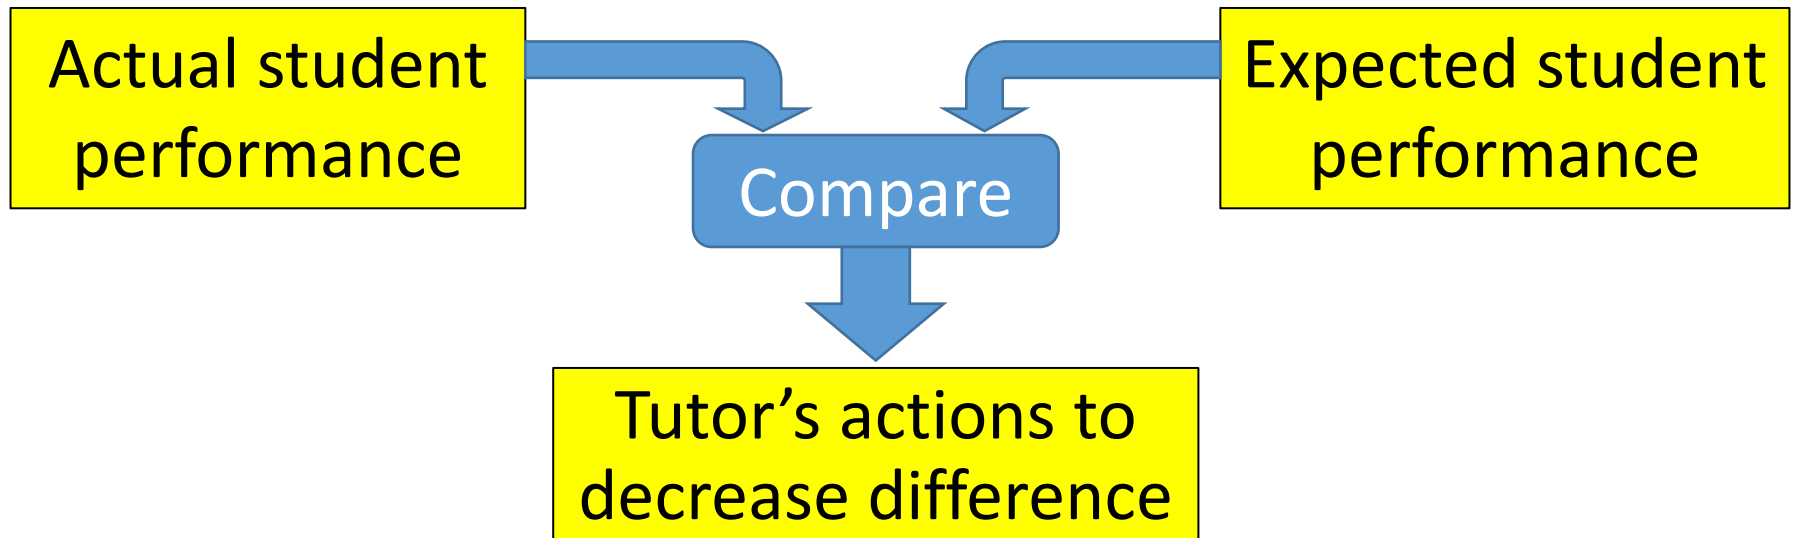 Actual student
performance
Expected student
performance
Compare
Tutor’s actions to
decrease difference